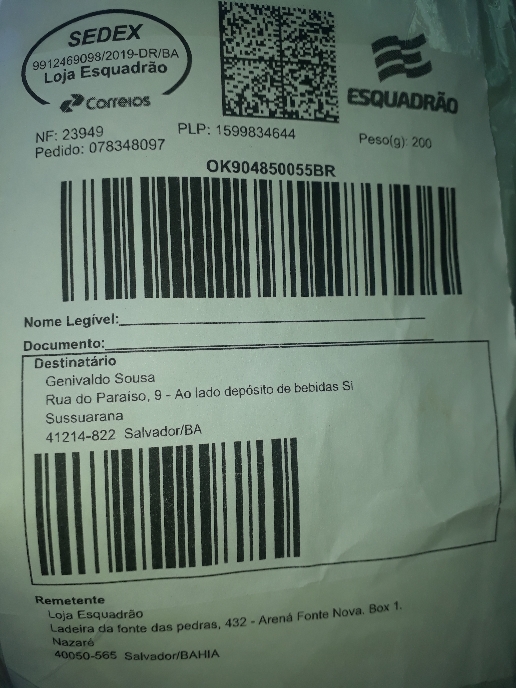 SEDEX
9912469098/2019-DR/BA
Loja Esquadrão
Correios
ESQUADRÃO
NF: 23949
PLP: 1599834644
Peso(g): 200
Pedido: 078348097
OK904850055BR
Nome Legível:
Documento:
Destinatário
Genivaldo Sousa
Rua do Paraiso, 9 - Ao lado depósito de bebidas Si
Sussuarana
41214-822 Salvador/BA
Remetente
Loja Esquadrão
Ladeira da fonte das pedras, 432 - Arena Fonte Nova. Box 1.
Nazaré
40050-565 Salvador/BAHIA